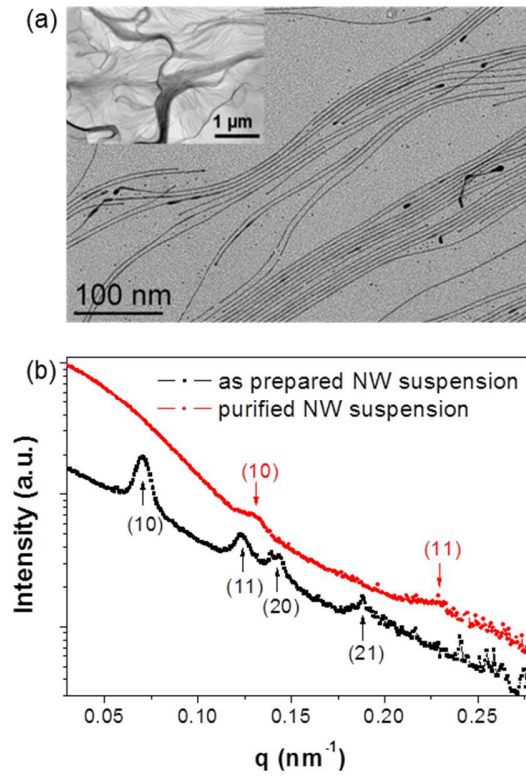 (a)
1 µm
100 nm
(b)
as prepared NW suspension
purified NW suspension
(10)
(11)
(10)
(11)
(20)
(21)
Intensity (a.u.)
0.05 0.10 0.15 0.20 0.25
q (nm⁻¹)